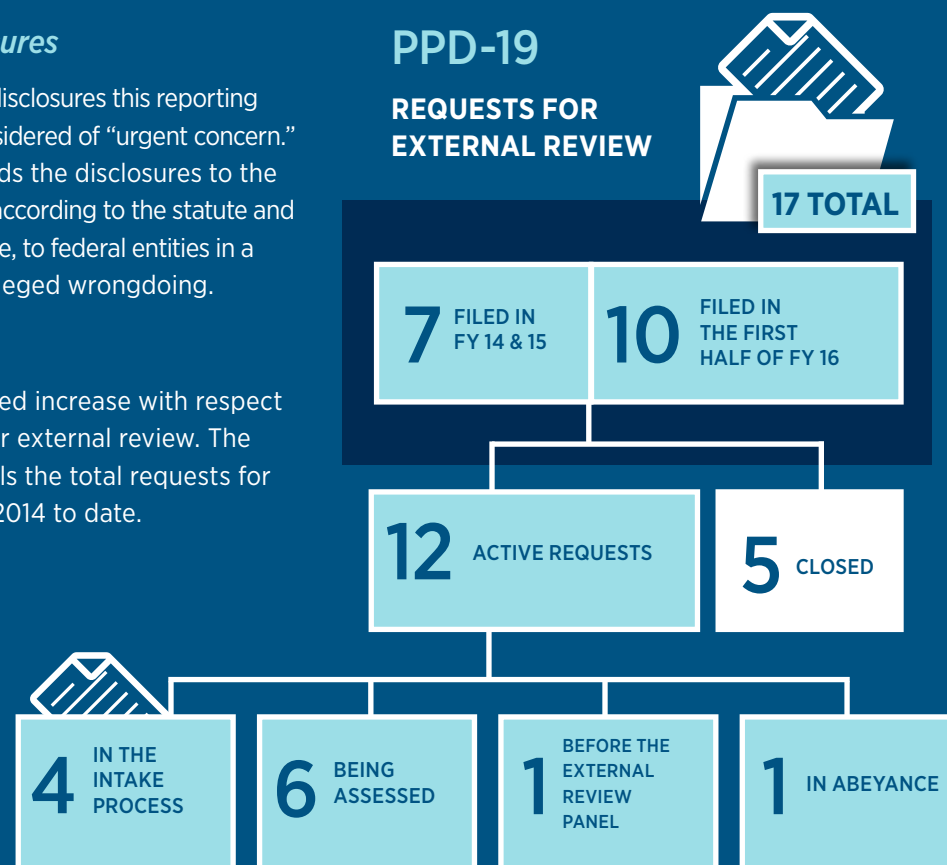 ures
disclosures this reporting
sidered of “urgent concern.”
ds the disclosures to the
according to the statute and
e, to federal entities in a
eged wrongdoing.
ed increase with respect
r external review. The
ls the total requests for
2014 to date.
PPD-19
REQUESTS FOR
EXTERNAL REVIEW
17 TOTAL
7 FILED IN
FY 14 & 15
10 FILED IN
THE FIRST
HALF OF FY 16
12 ACTIVE REQUESTS
5 CLOSED
4 IN THE
INTAKE
PROCESS
6 BEING
ASSESSED
1 BEFORE THE
EXTERNAL
REVIEW
PANEL
1 IN ABEYANCE